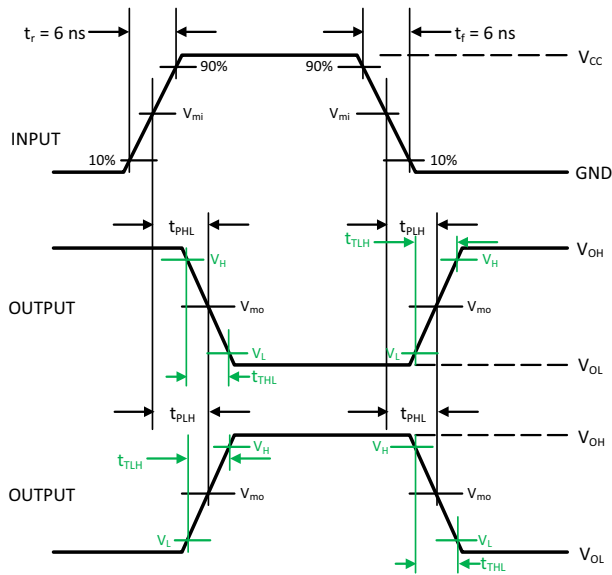 tr = 6 ns
tf = 6 ns
VCC
90%
90%
Vmi
Vmi
INPUT
10%
10%
GND
tPHL
tPLH
tTLH
VOH
VH
VH
OUTPUT
Vmo
Vmo
VL
VL
VOL
tTHL
tPLH
tPHL
VOH
VH
VH
tTLH
OUTPUT
Vmo
Vmo
VL
VL
VOL
tTHL